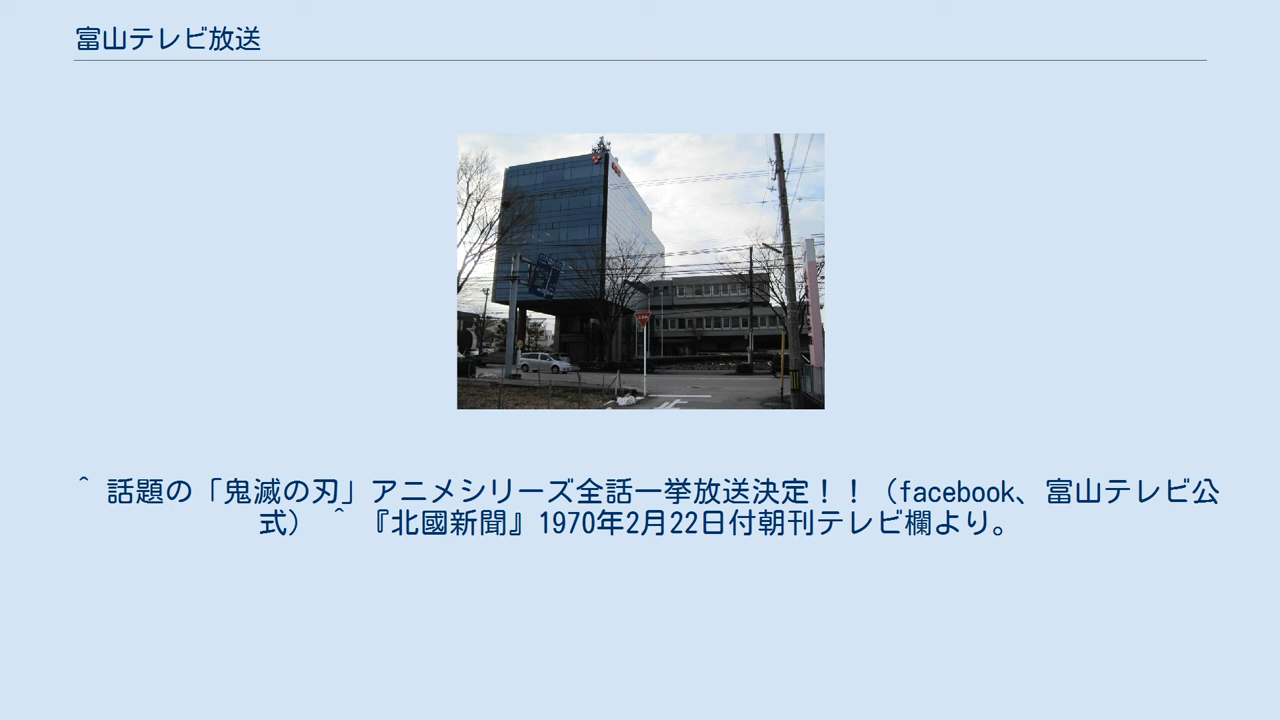 富山テレビ放送
^ 話題の「鬼滅の刃」アニメシリーズ全話一挙放送決定！！（facebook、富山テレビ公
式） ^ 『北國新聞』1970年2月22日付朝刊テレビ欄より。